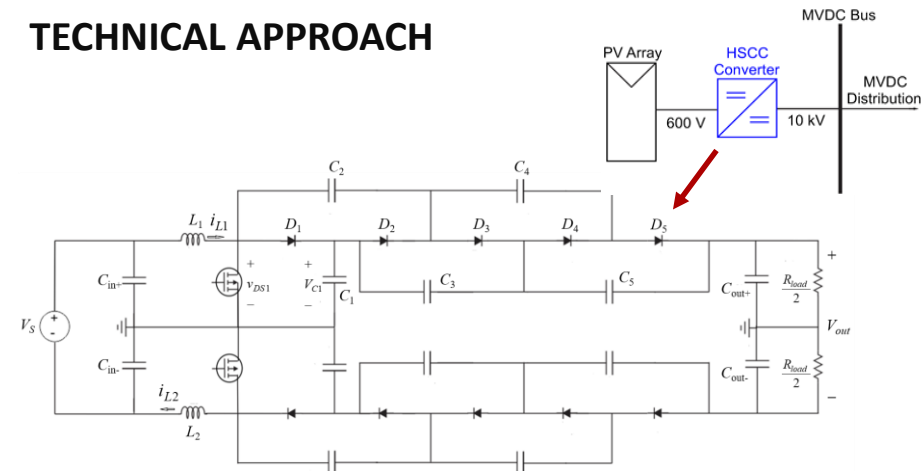 TECHNICAL APPROACH
MVDC Bus
PV Array
HSCC
Converter
MVDC
Distribution
600 V
10 kV
C2
C4
L1
iL1
D1
D2
D3
D4
D5
+
+
+
+
Cin+
vDS1
VC1
C1
C3
C5
Cout+
Rload
2
−
−
VS
+
-
Vout
Cin-
Cout-
Rload
2
iL2
−
L2